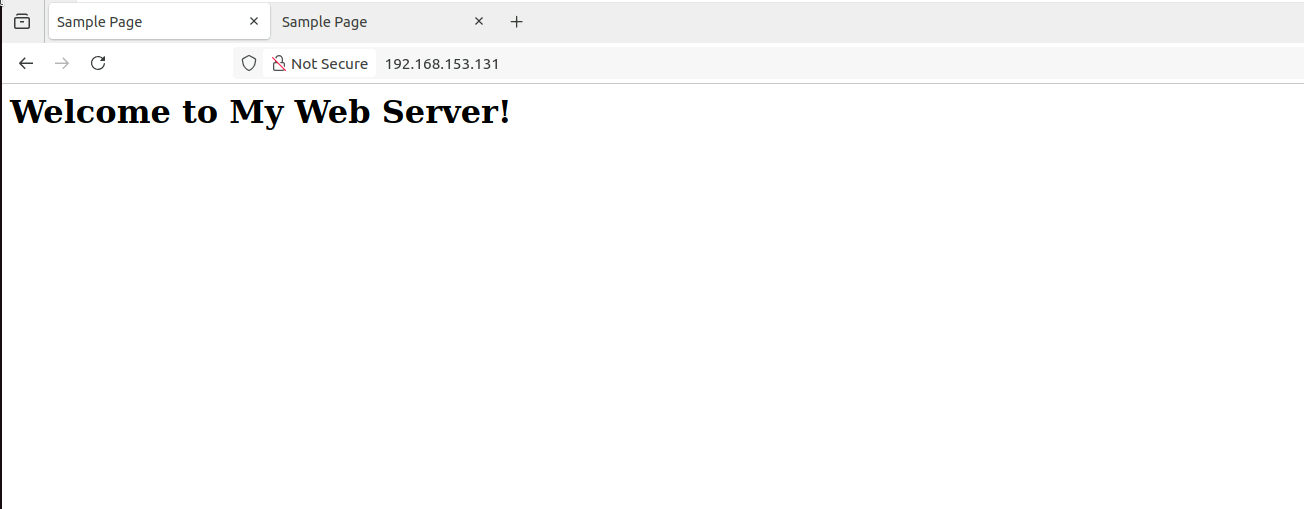 Sample Page
Sample Page
Not Secure 192.168.153.131
Welcome to My Web Server!